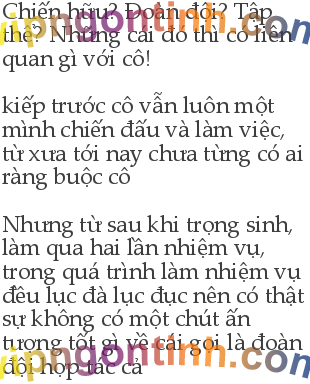 Chiến hữu? Đoàn đội? Tập
thể? Những cái đó thì có liên
quan gì với cô!
kiếp trước cô vẫn luôn một
mình chiến đấu và làm việc,
từ xưa tới nay chưa từng có ai
ràng buộc cô
Nhưng từ sau khi trọng sinh,
làm qua hai lần nhiệm vụ,
trong quá trình làm nhiệm vụ
đều lục đà lục đục nên có thật
sự không có một chút ấn
tượng tốt gì về cái gọi là đoàn
đội hợp tác cả